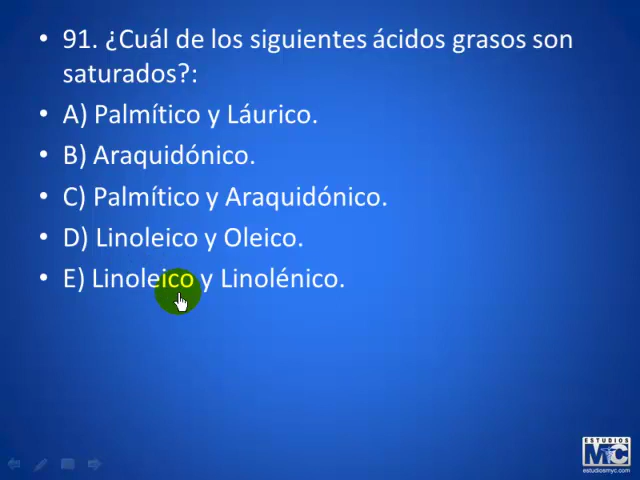 • 91. ¿Cuál de los siguientes ácidos grasos son
saturados?:
• A) Palmítico y Láurico.
• B) Araquidónico.
• C) Palmítico y Araquidónico.
• D) Linoleico y Oleico.
• E) Linoleico y Linolénico.
ESTUDIOS
MyC
estudiosmyc.com